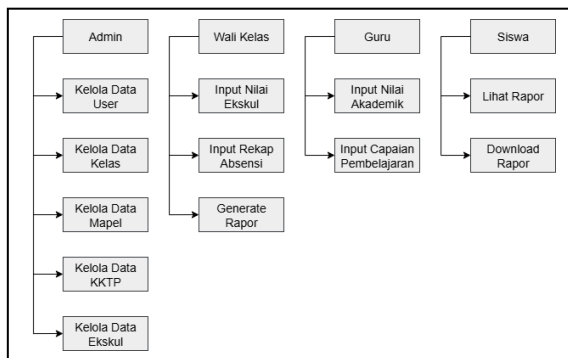 Admin
Kelola Data
User
Kelola Data
Kelas
Kelola Data
Mapel
Kelola Data
KKTP
Kelola Data
Ekskul
Wali Kelas
Input Nilai
Ekskul
Input Rekap
Absensi
Generate
Rapor
Guru
Input Nilai
Akademik
Input Capaian
Pembelajaran
Siswa
Lihat Rapor
Download
Rapor